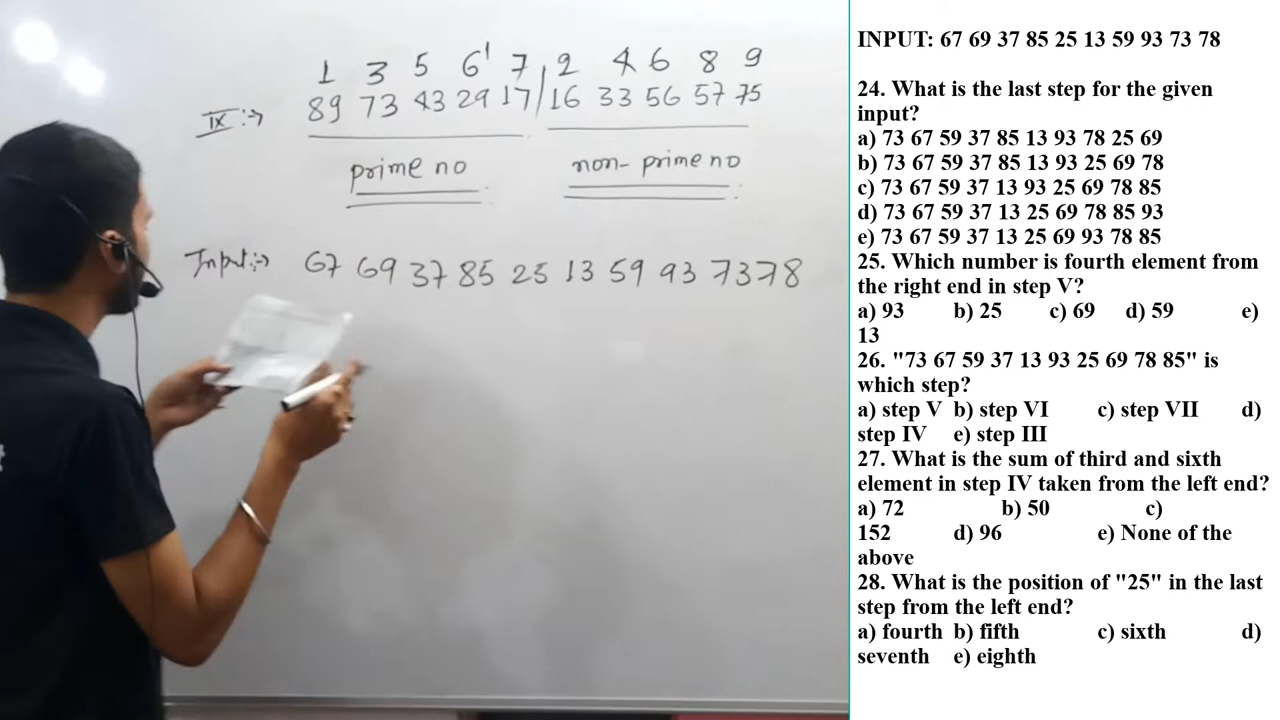 1 3 5 6' 7 2 4 6 8 9
IX :→ 89 73 43 29 17 / 16 33 56 57 75
prime no non- prime no
Input :→ 67 69 37 85 25 13 59 93 73 78
INPUT: 67 69 37 85 25 13 59 93 73 78
24. What is the last step for the given
input?
a) 73 67 59 37 85 13 93 78 25 69
b) 73 67 59 37 85 13 93 25 69 78
c) 73 67 59 37 13 93 25 69 78 85
d) 73 67 59 37 13 25 69 78 85 93
e) 73 67 59 37 13 25 69 93 78 85
25. Which number is fourth element from
the right end in step V?
a) 93 b) 25 c) 69 d) 59 e)
13
26. "73 67 59 37 13 93 25 69 78 85" is
which step?
a) step V b) step VI c) step VII d)
step IV e) step III
27. What is the sum of third and sixth
element in step IV taken from the left end?
a) 72 b) 50 c)
152 d) 96 e) None of the
above
28. What is the position of "25" in the last
step from the left end?
a) fourth b) fifth c) sixth d)
seventh e) eighth